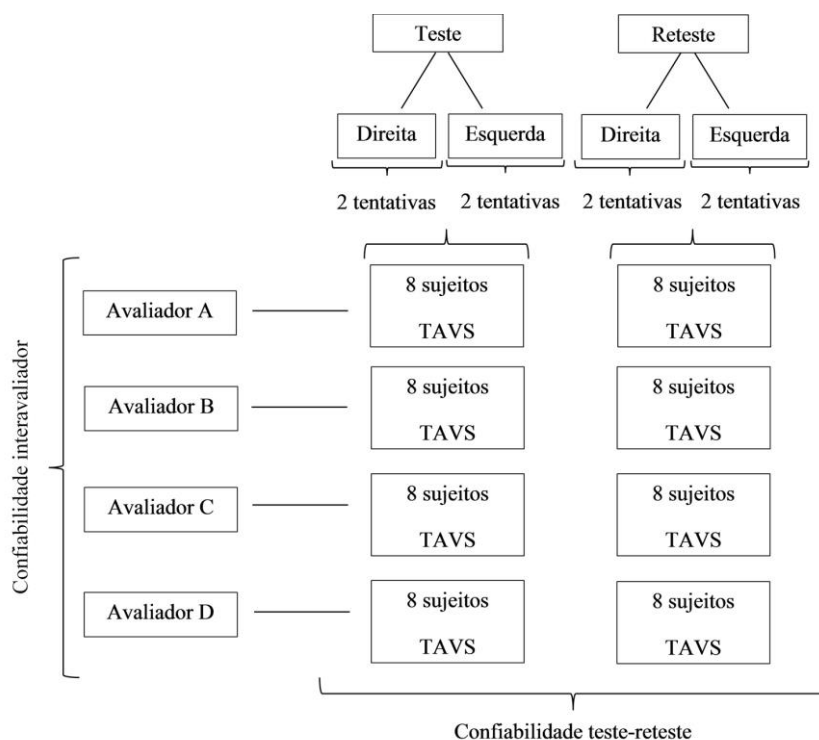 Teste
Reteste
Direita
Esquerda
Direita
Esquerda
2 tentativas
2 tentativas
2 tentativas
2 tentativas
Confiabilidade interavaliador
Avaliador A
8 sujeitos
TAVS
8 sujeitos
TAVS
Avaliador B
8 sujeitos
TAVS
8 sujeitos
TAVS
Avaliador C
8 sujeitos
TAVS
8 sujeitos
TAVS
Avaliador D
8 sujeitos
TAVS
8 sujeitos
TAVS
Confiabilidade teste-reteste